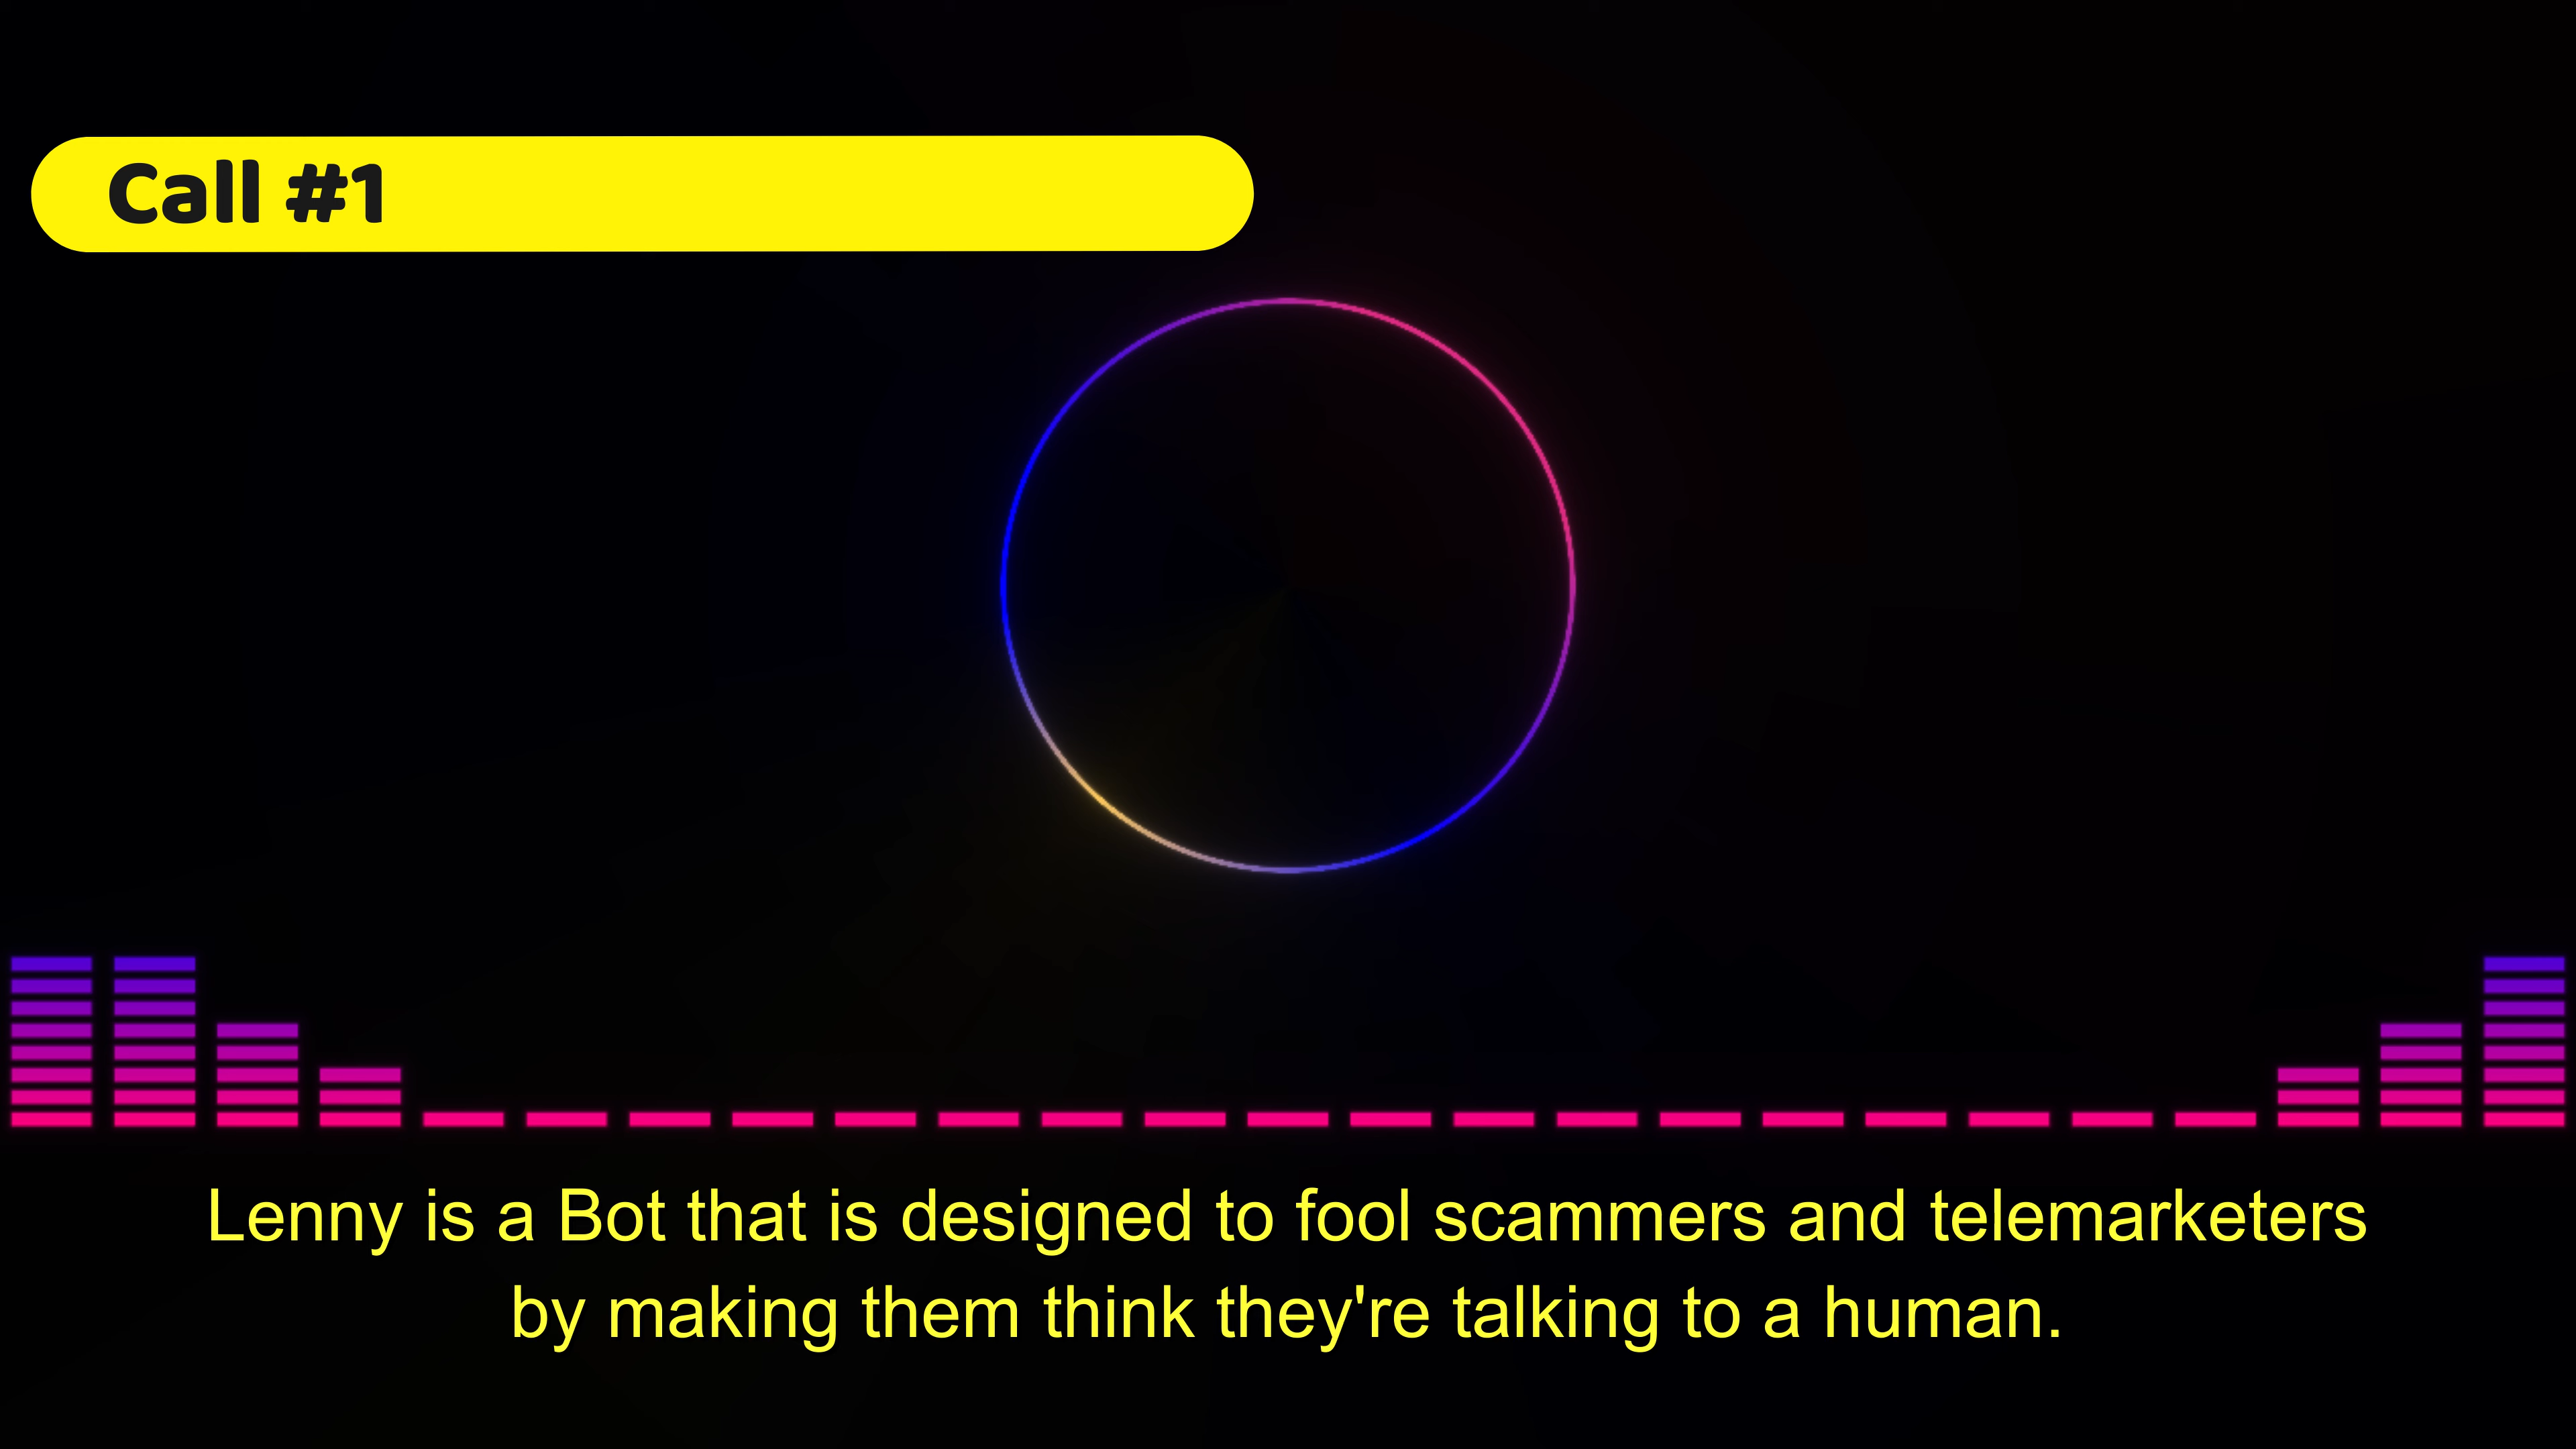 Call #1
Lenny is a Bot that is designed to fool scammers and telemarketers
by making them think they're talking to a human.